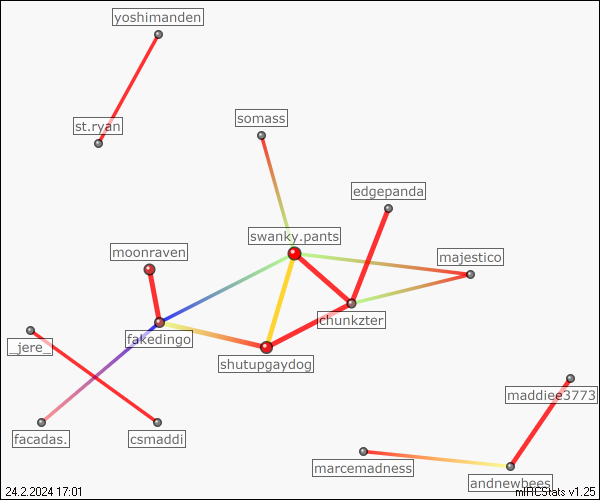 yoshimanden
st.ryan
somass
edgepanda
swanky.pants
moonraven
majestico
chunkzter
fakedingo
_jere_
shutupgaydog
maddiee3773
facadas.
csmaddi
marcemadness
andnewbees
24.2.2024 17:01
mIRCStats v1.25